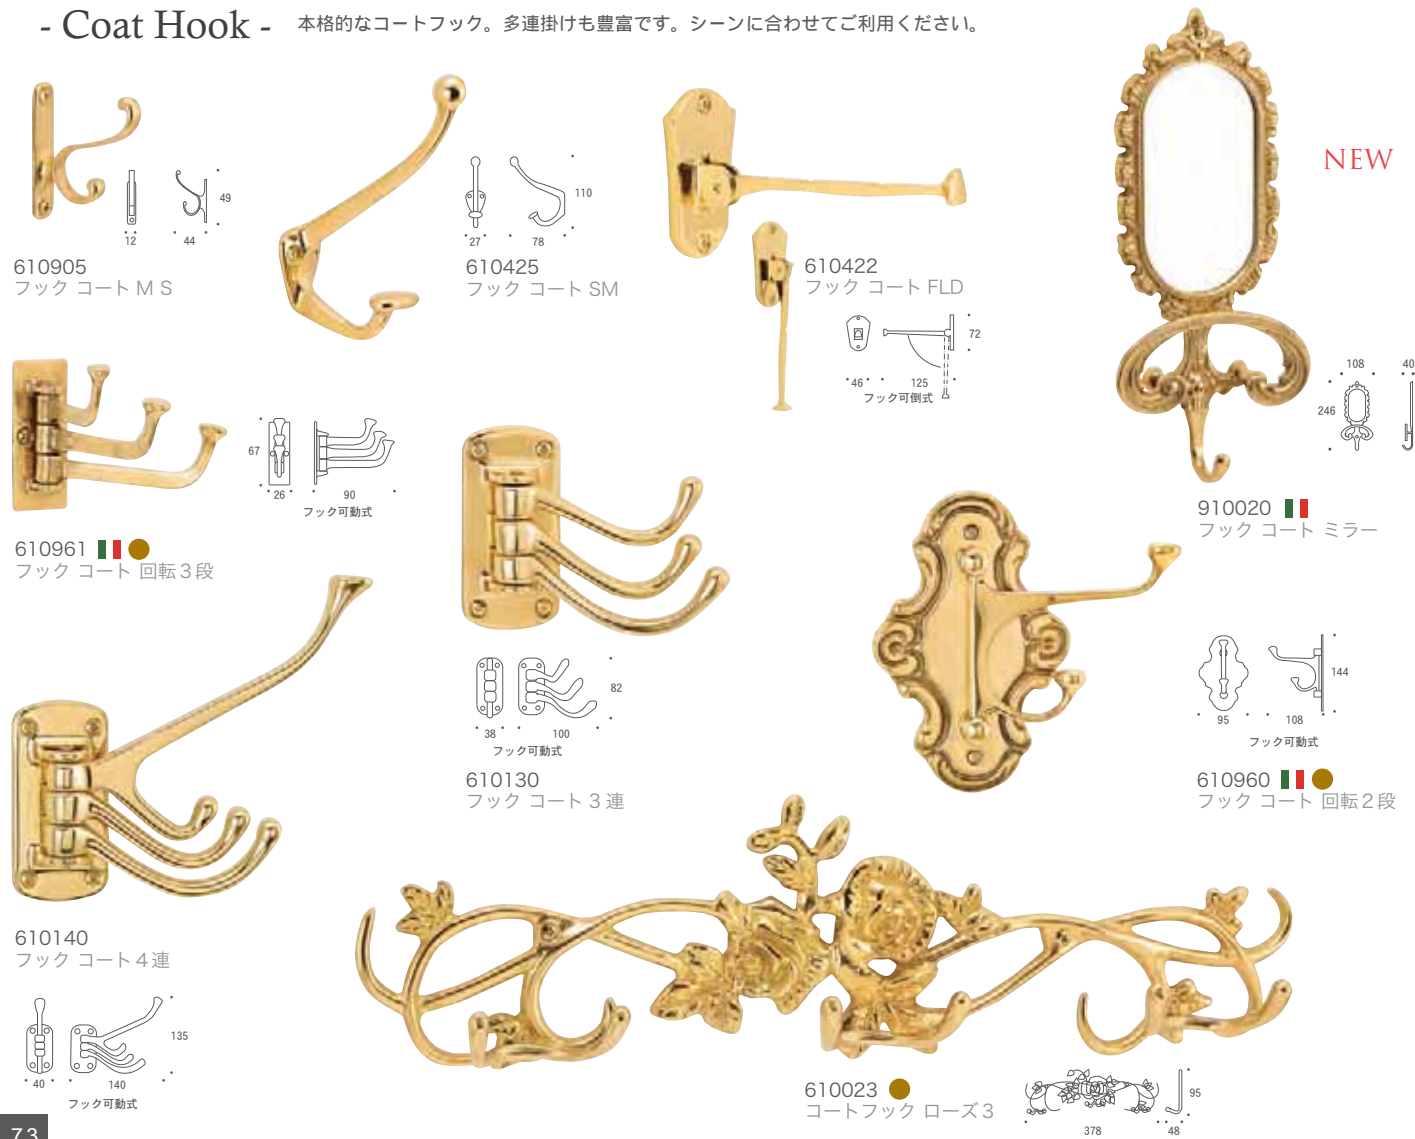 - Coat Hook -
本格的なコートフック。多連掛けも豊富です。シーンに合わせてご利用ください。
NEW
12
44
49
610905
フック コート M S
27
78
110
610425
フック コート SM
610422
フック コート FLD
46
125
72
フック可倒式
108
40
246
910020
フック コート ミラー
67
26
90
フック可動式
610961
フック コート 回転３段
38
100
82
フック可動式
610130
フック コート３連
95
108
144
フック可動式
610960
フック コート 回転２段
610140
フック コート４連
40
140
135
フック可動式
610023
コートフック ローズ３
378
48
95
73